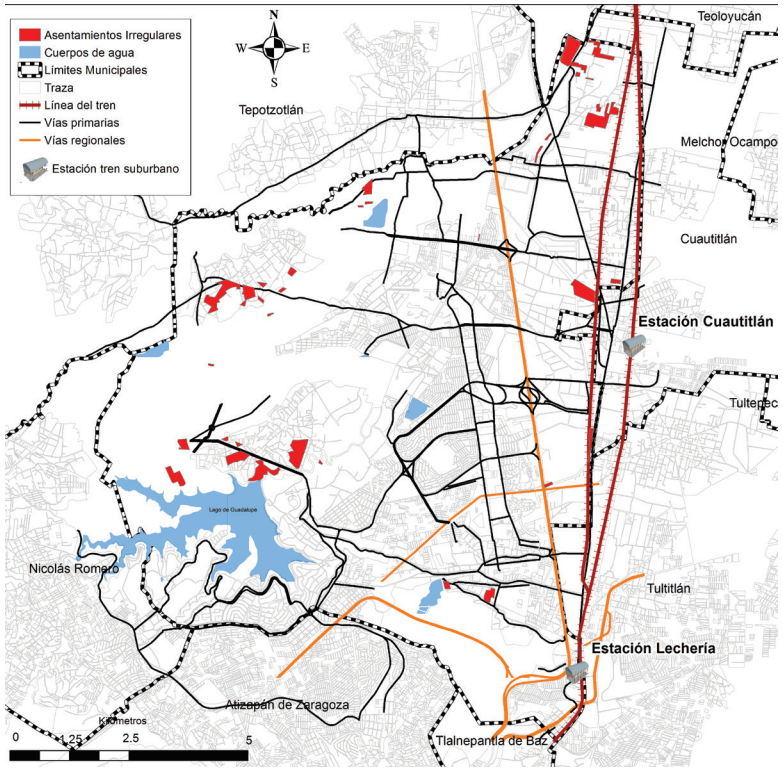 Asentamientos Irregulares
Cuerpos de agua
Límites Municipales
Traza
Línea del tren
Vías primarias
Vías regionales
Estación tren suburbano
N
W
E
S
Teoloyucán
Tepotzotlán
Melchor Ocampo
Cuautitlán
Estación Cuautitlán
Tultepec
Lago de Guadalupe
Nicolás Romero
Tultitlán
Estación Lechería
Atizapán de Zaragoza
Kilómetros
Tlalnepantla de Baz
0 1.25 2.5 5